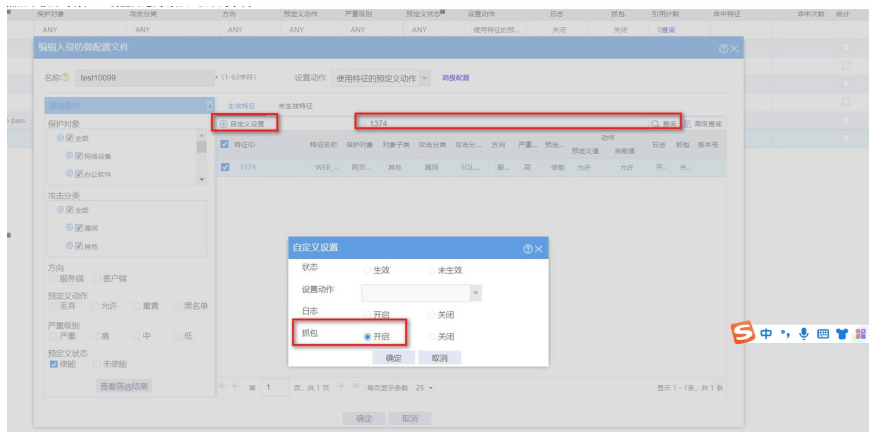 保护对象 攻击分类 方向 预定义动作 严重级别 预定义状态 设置动作 日志 抓包 引用计数 命中特征 命中次数 统计
ANY ANY ANY ANY ANY ANY 使用特征的预... 关闭 关闭 0查询
编辑入侵防御配置文件
名称 test10099 * (1-63字符) 设置动作 使用特征的预定义动作 高级配置
筛选条件 生效特征 未生效特征
o pass
保护对象 自定义设置 1374 查询 高级查询
全部
网络设备
办公软件
特征ID 特征名称 保护对象 对象子类 攻击分类 攻击分... 方向 严重... 预定... 动作 日志 抓包 版本号
预定义值 当前值
1374 WEB_... 网页... 其他 漏洞 SQL... 服... 高 使能 允许 允许 开... 关...
攻击分类
全部
漏洞
其他
方向
服务端 客户端
预定义动作
丢弃 允许 重置 黑名单
严重级别
严重 高 中 低
预定义状态
使能 未使能
查看筛选结果
自定义设置
状态 生效 未生效
设置动作
日志 开启 关闭
抓包 开启 关闭
确定 取消
第 1 页，共 1 页 每页显示条数 25 显示 1 - 1条，共 1 条
确定 取消
中